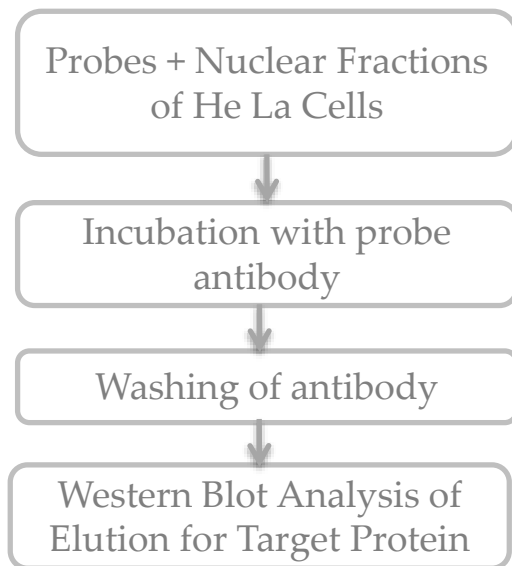 Probes + Nuclear Fractions
of He La Cells
Incubation with probe
antibody
Washing of antibody
Western Blot Analysis of
Elution for Target Protein